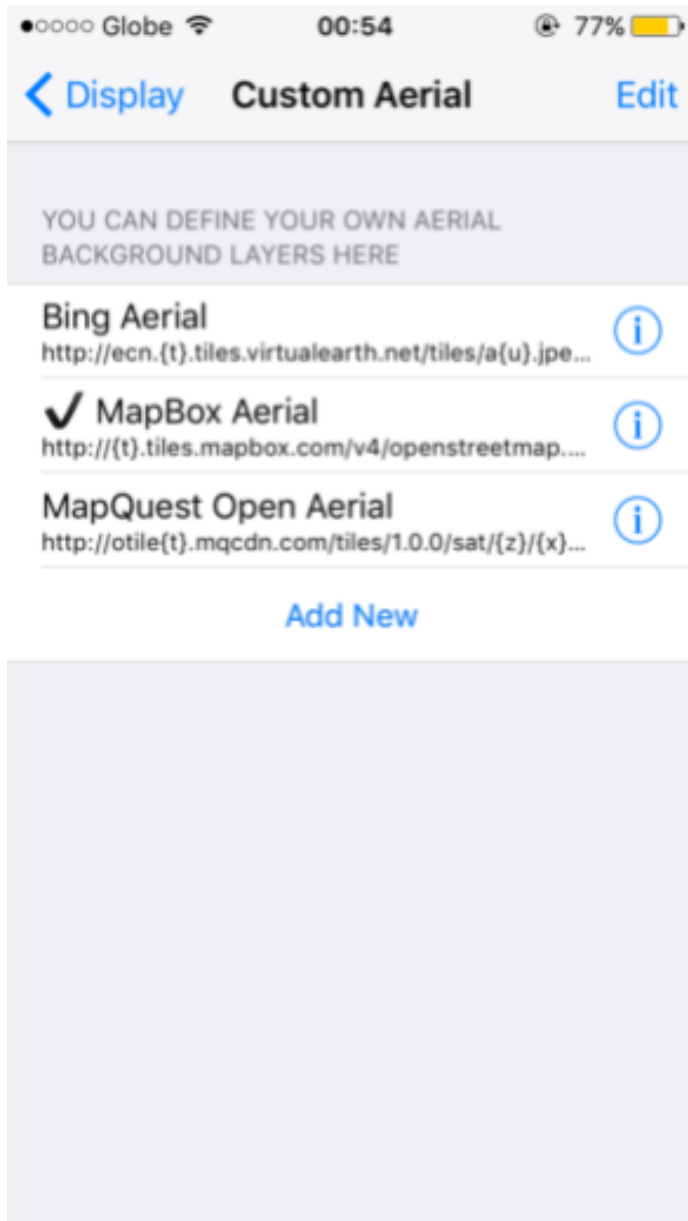 Globe 00:54 77%
Display Custom Aerial Edit
YOU CAN DEFINE YOUR OWN AERIAL
BACKGROUND LAYERS HERE
Bing Aerial
http://ecn.{t}.tiles.virtualearth.net/tiles/a{u}.jpe...
✔ MapBox Aerial
http://{t}.tiles.mapbox.com/v4/openstreetmap....
MapQuest Open Aerial
http://otile{t}.mqcdn.com/tiles/1.0.0/sat/{z}/{x}...
Add New